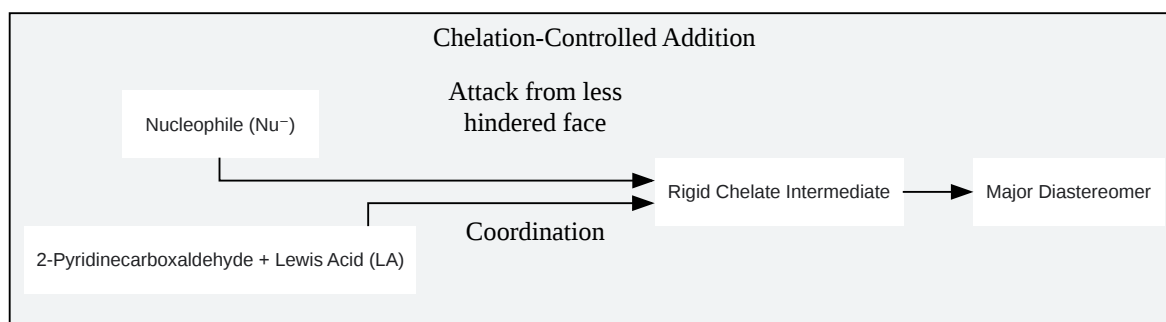 Chelation-Controlled Addition
Attack from less
hindered face
Nucleophile (Nu⁻)
Rigid Chelate Intermediate
Major Diastereomer
Coordination
2-Pyridinecarboxaldehyde + Lewis Acid (LA)